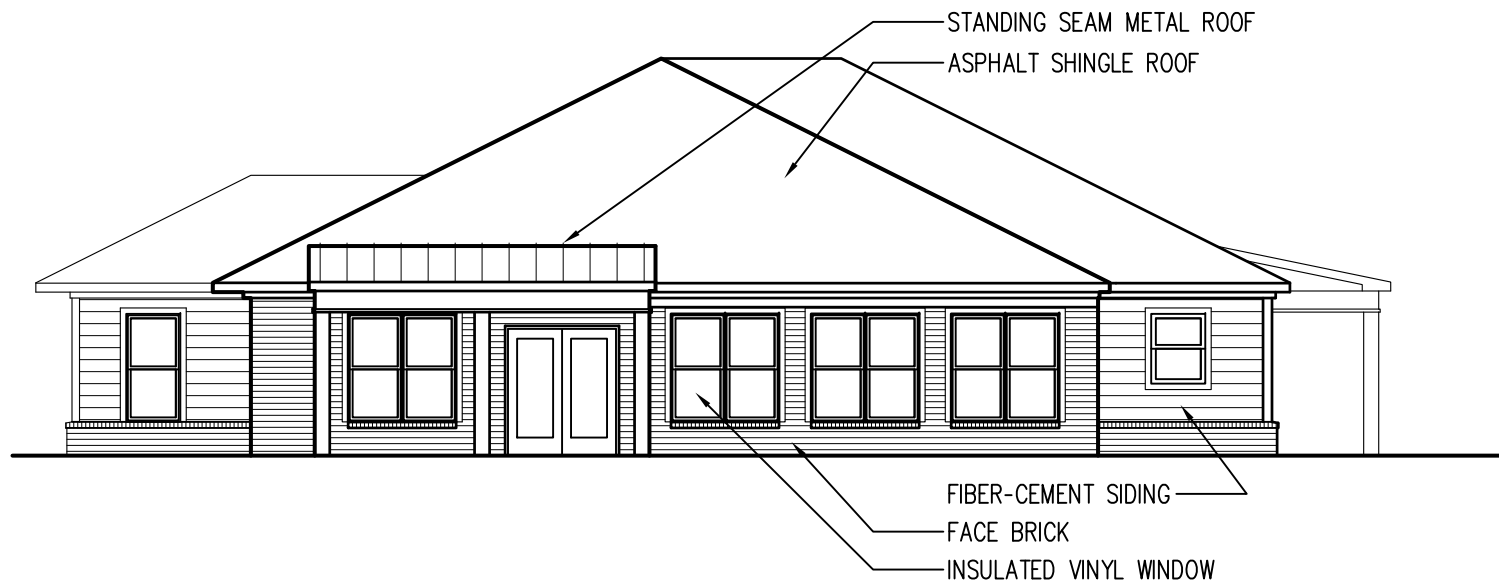 STANDING SEAM METAL ROOF
ASPHALT SHINGLE ROOF
FIBER-CEMENT SIDING
FACE BRICK
INSULATED VINYL WINDOW